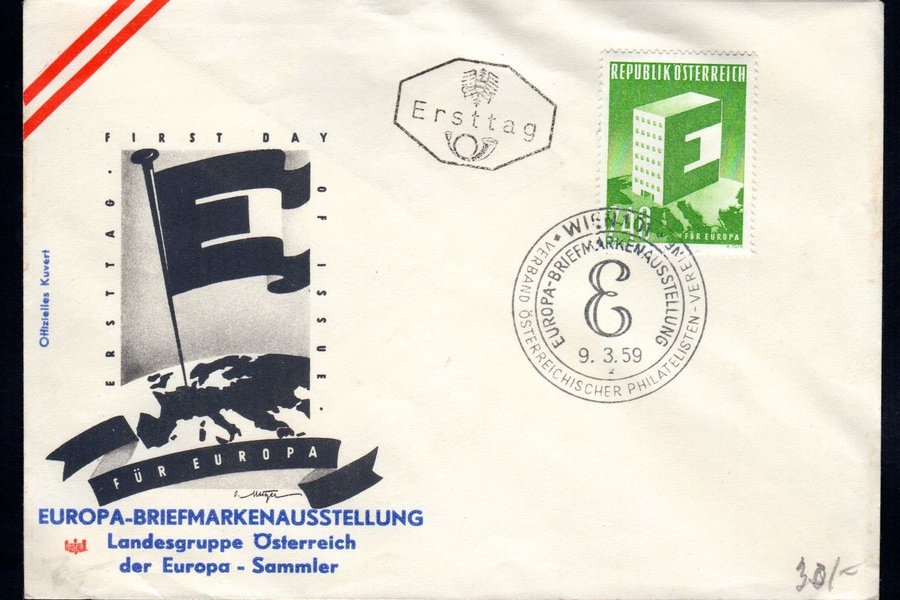 FIRST DAY
ERSTTAG.
OF ISSUE.
E
FÜR EUROPA
Offizielles Kuvert
EUROPA-BRIEFMARKENAUSSTELLUNG
Landesgruppe Österreich
der Europa - Sammler
Ersttag
REPUBLIK ÖSTERREICH
E
FÜR EUROPA
WIEN 101
EUROPA-BRIEFMARKENAUSSTELLUNG
E
9. 3. 59
VERBAND ÖSTERREICHISCHER PHILATELISTEN-VEREINE